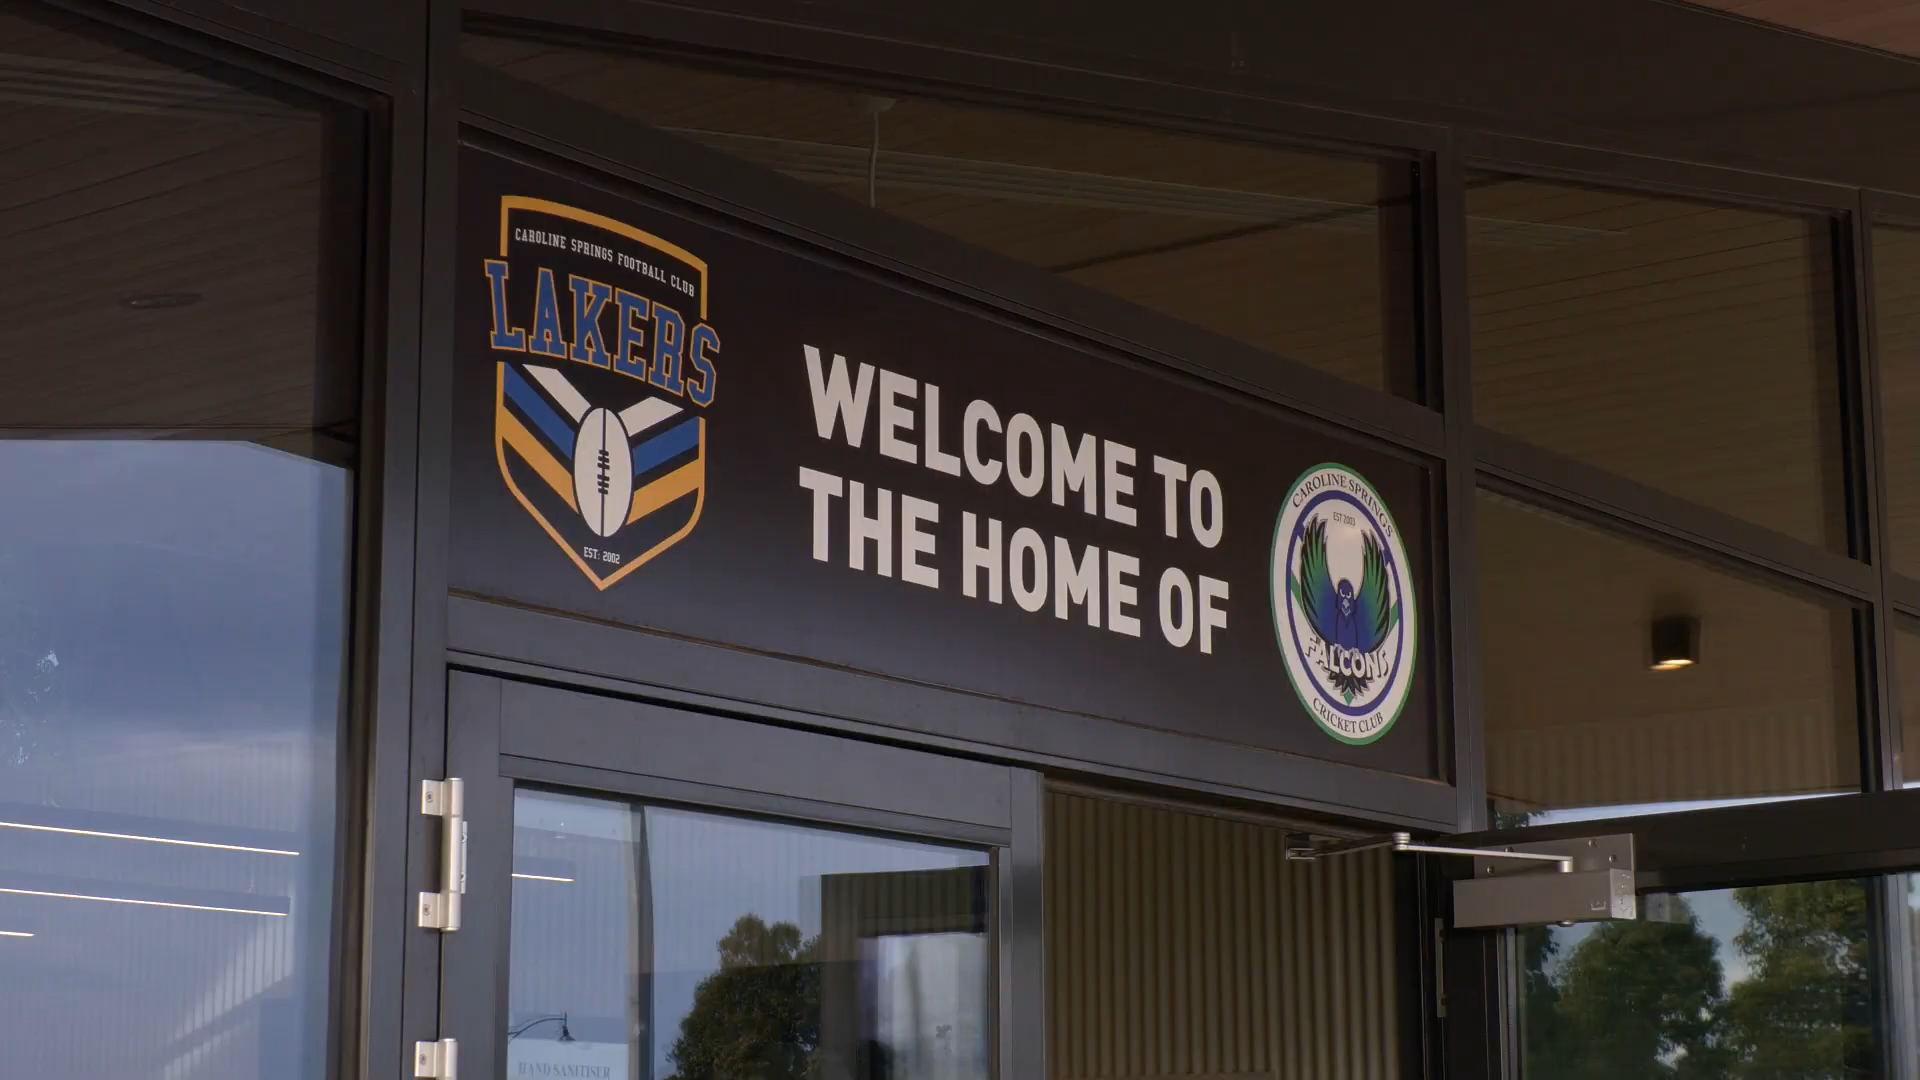 CAROLINE SPRINGS FOOTBALL CLUB
LAKERS
EST: 2002
WELCOME TO
THE HOME OF
CAROLINE SPRINGS
EST 2003
FALCONS
CRICKET CLUB
HAND SANITISER